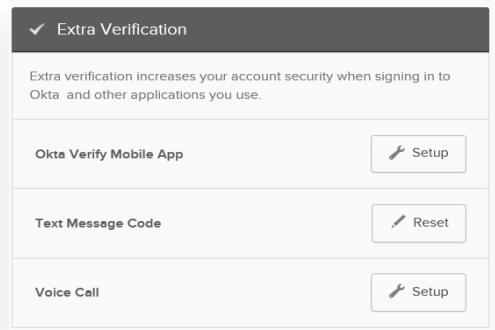 Extra Verification
Extra verification increases your account security when signing in to
Okta and other applications you use.
Okta Verify Mobile App
Setup
Text Message Code
Reset
Voice Call
Setup